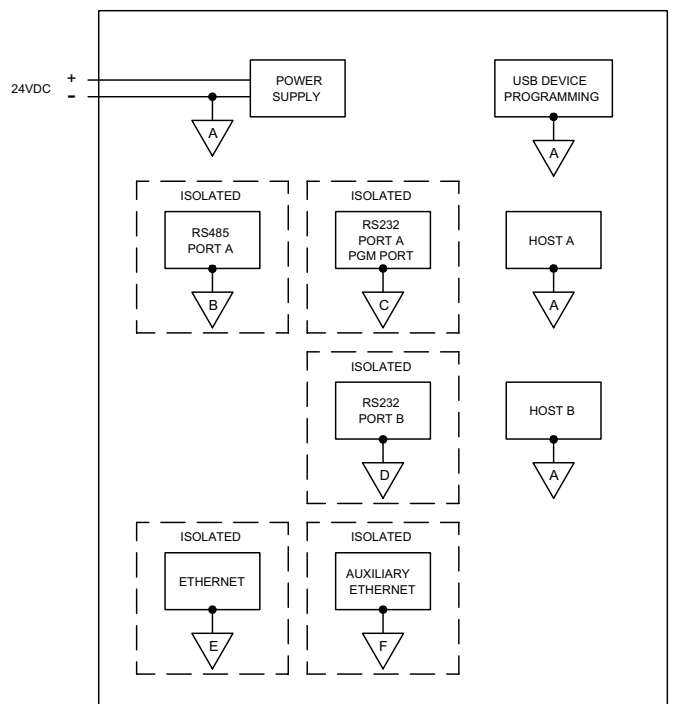 24VDC
+
-
POWER
SUPPLY
A
USB DEVICE
PROGRAMMING
A
ISOLATED
RS485
PORT A
B
ISOLATED
RS232
PORT A
PGM PORT
C
HOST A
A
ISOLATED
RS232
PORT B
D
HOST B
A
ISOLATED
ETHERNET
E
ISOLATED
AUXILIARY
ETHERNET
F